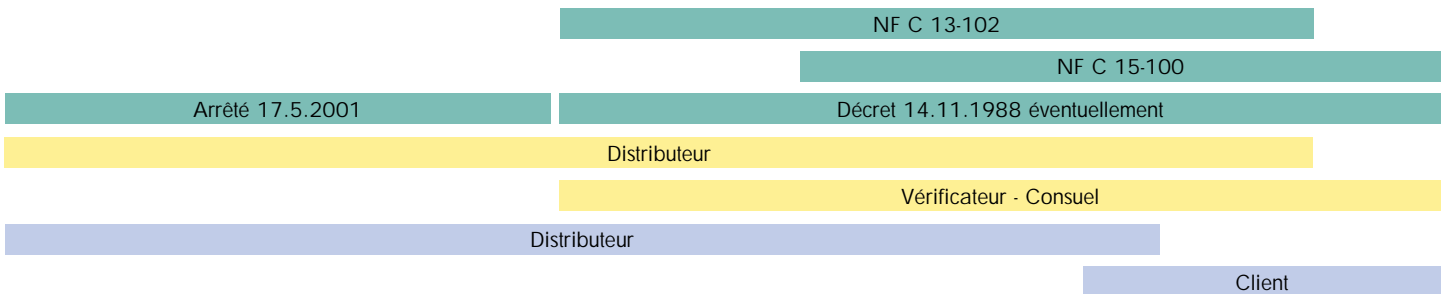 NF C 13-102
NF C 15-100
Arrêté 17.5.2001
Décret 14.11.1988 éventuellement
Distributeur
Vérificateur - Consuel
Distributeur
Client